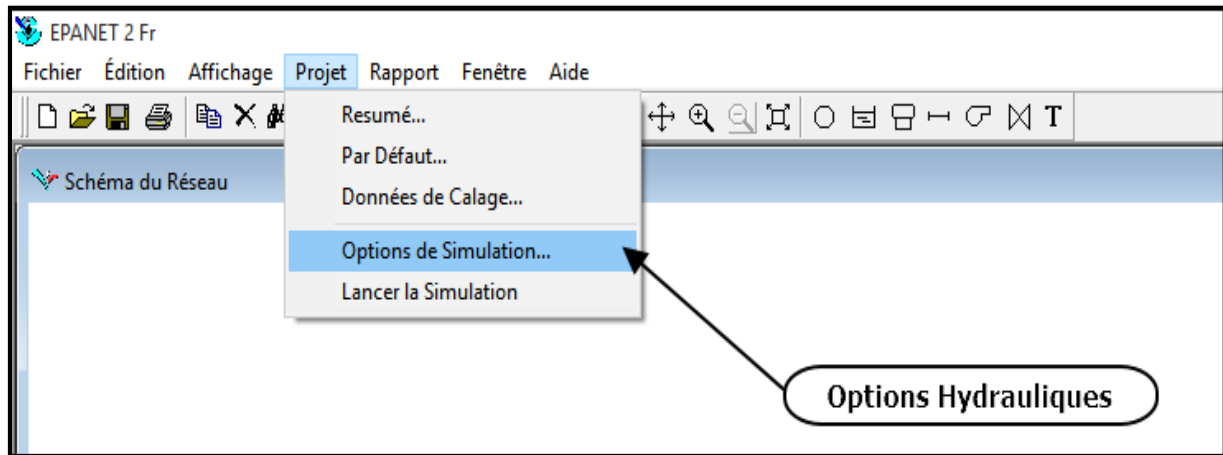 EPANET 2 Fr
Fichier Édition Affichage Projet Rapport Fenêtre Aide
T
Resumé...
Par Défaut...
Données de Calage...
Options de Simulation...
Lancer la Simulation
Schéma du Réseau
Options Hydrauliques